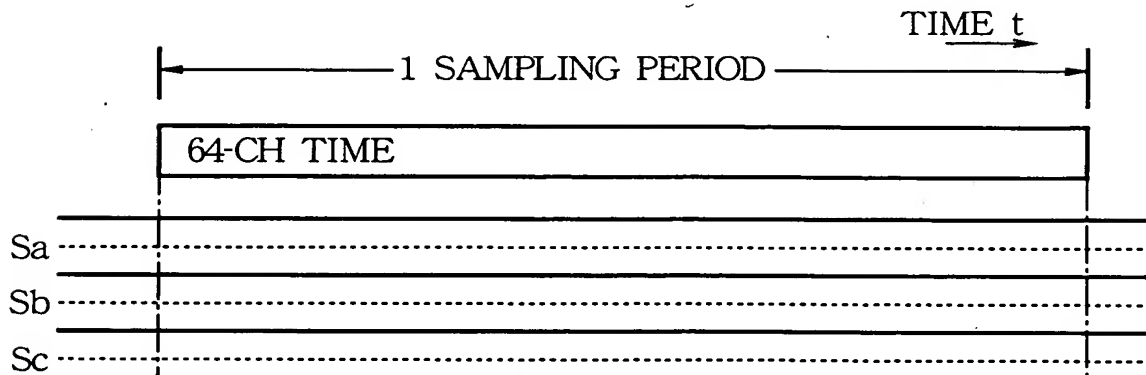 TIME t
1 SAMPLING PERIOD
64-CH TIME
Sa
Sb
Sc